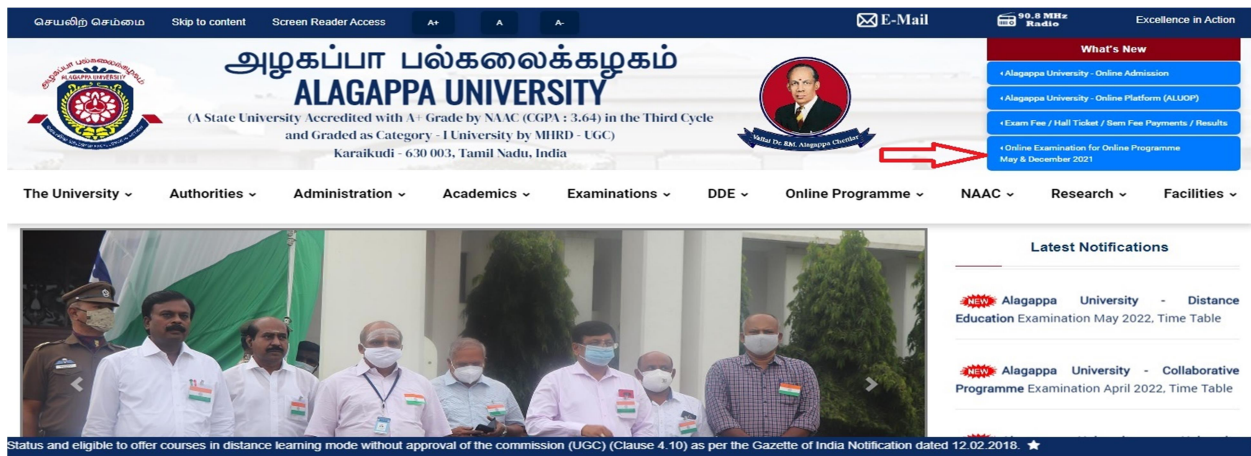 செயலிற் செம்மை Skip to content Screen Reader Access A+ A A- E-Mail 90.8 MHz Radio Excellence in Action
அழகப்பா பல்கலைக்கழகம்
ALAGAPPA UNIVERSITY
(A State University Accredited with A+ Grade by NAAC (CGPA : 3.64) in the Third Cycle
and Graded as Category - I University by MHRD - UGC)
Karaikudi - 630 003, Tamil Nadu, India
அழகப்பா பல்கலைக்கழகம்
ALAGAPPA UNIVERSITY
Vallal Dr. RM. Alagappa Chettiar
What's New
Alagappa University - Online Admission
Alagappa University - Online Platform (ALUOP)
Exam Fee / Hall Ticket / Sem Fee Payments / Results
Online Examination for Online Programme
May & December 2021
The University Authorities Administration Academics Examinations DDE Online Programme NAAC Research Facilities
Latest Notifications
NEW Alagappa University - Distance
Education Examination May 2022, Time Table
NEW Alagappa University - Collaborative
Programme Examination April 2022, Time Table
Status and eligible to offer courses in distance learning mode without approval of the commission (UGC) (Clause 4.10) as per the Gazette of India Notification dated 12.02.2018.